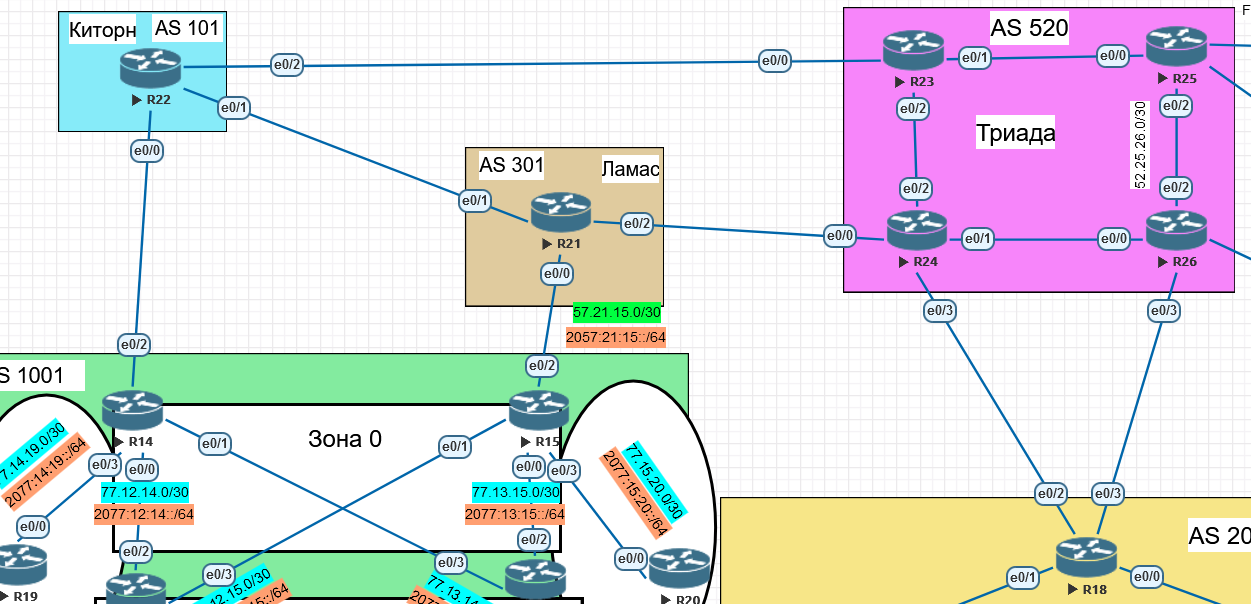 F
Киторн AS 101
AS 520
R22
e0/2
e0/0
R23
e0/1
e0/0
R25
e0/1
e0/2
e0/2
e0/0
Триада
52.25.26.0/30
AS 301 Ламас
e0/1
R21
e0/2
e0/0
e0/2
e0/2
R24
e0/1
e0/0
R26
e0/0
57.21.15.0/30
2057:21:15::/64
e0/3
e0/3
e0/2
e0/2
S 1001
R14
Зона 0
R15
e0/1
e0/1
e0/3
e0/0
e0/0
e0/3
7.14.19.0/30
2077:14:19::/64
77.12.14.0/30
2077:12:14::/64
77.13.15.0/30
2077:13:15::/64
77.15.20.0/30
2077:15:20::/64
e0/2
e0/3
AS 20
e0/0
R19
e0/2
e0/2
e0/3
e0/3
e0/0
R20
12.15.0/30
15::/64
77.13.14
2077
e0/1
R18
e0/0